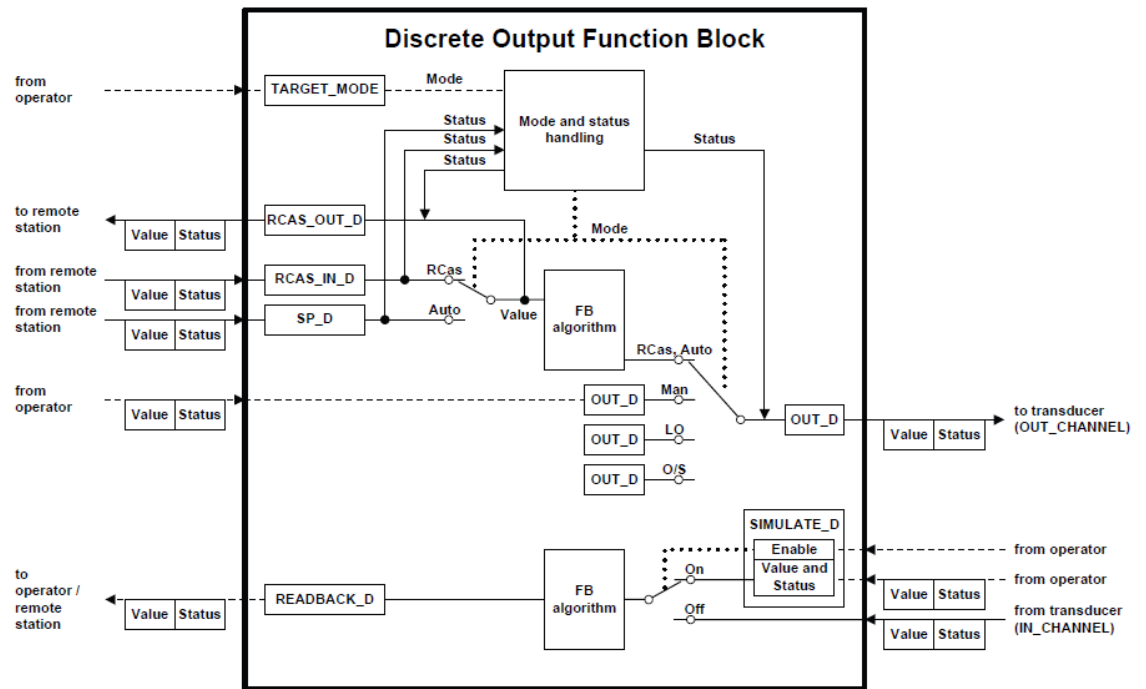 Discrete Output Function Block
from
operator
TARGET_MODE
Mode
Mode and status
handling
Status
Status
Status
Status
to remote
station
Value Status
RCAS_OUT_D
Mode
from remote
station
Value Status
RCAS_IN_D
RCas
from remote
station
Value Status
SP_D
Auto
Value
FB
algorithm
RCas, Auto
from
operator
Value Status
OUT_D
Man
OUT_D
LO
OUT_D
O/S
OUT_D
Value Status
to transducer
(OUT_CHANNEL)
SIMULATE_D
Enable
from operator
Value and
Status
from operator
Value Status
On
Off
from transducer
(IN_CHANNEL)
Value Status
FB
algorithm
READBACK_D
to
operator /
remote
station
Value Status